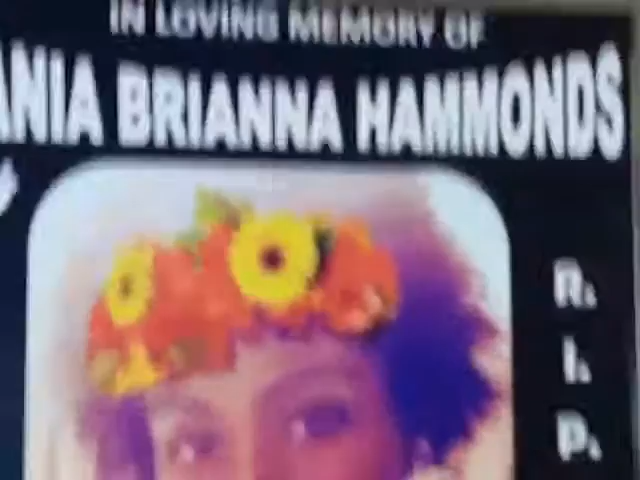 IN LOVING MEMORY OF
ANIA BRIANNA HAMMONDS
R.
I.
P.